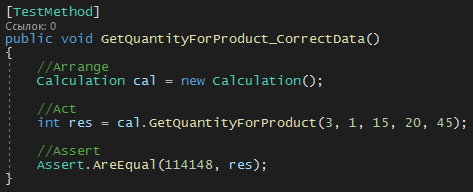 [TestMethod]
Ссылок: 0
public void GetQuantityForProduct_CorrectData()
{
//Arrange
Calculation cal = new Calculation();
//Act
int res = cal.GetQuantityForProduct(3, 1, 15, 20, 45);
//Assert
Assert.AreEqual(114148, res);
}